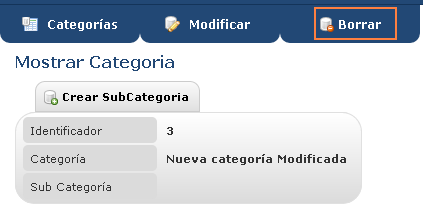 Categorías Modificar Borrar
Mostrar Categoria
Crear SubCategoria
Identificador 3
Categoría Nueva categoría Modificada
Sub Categoría